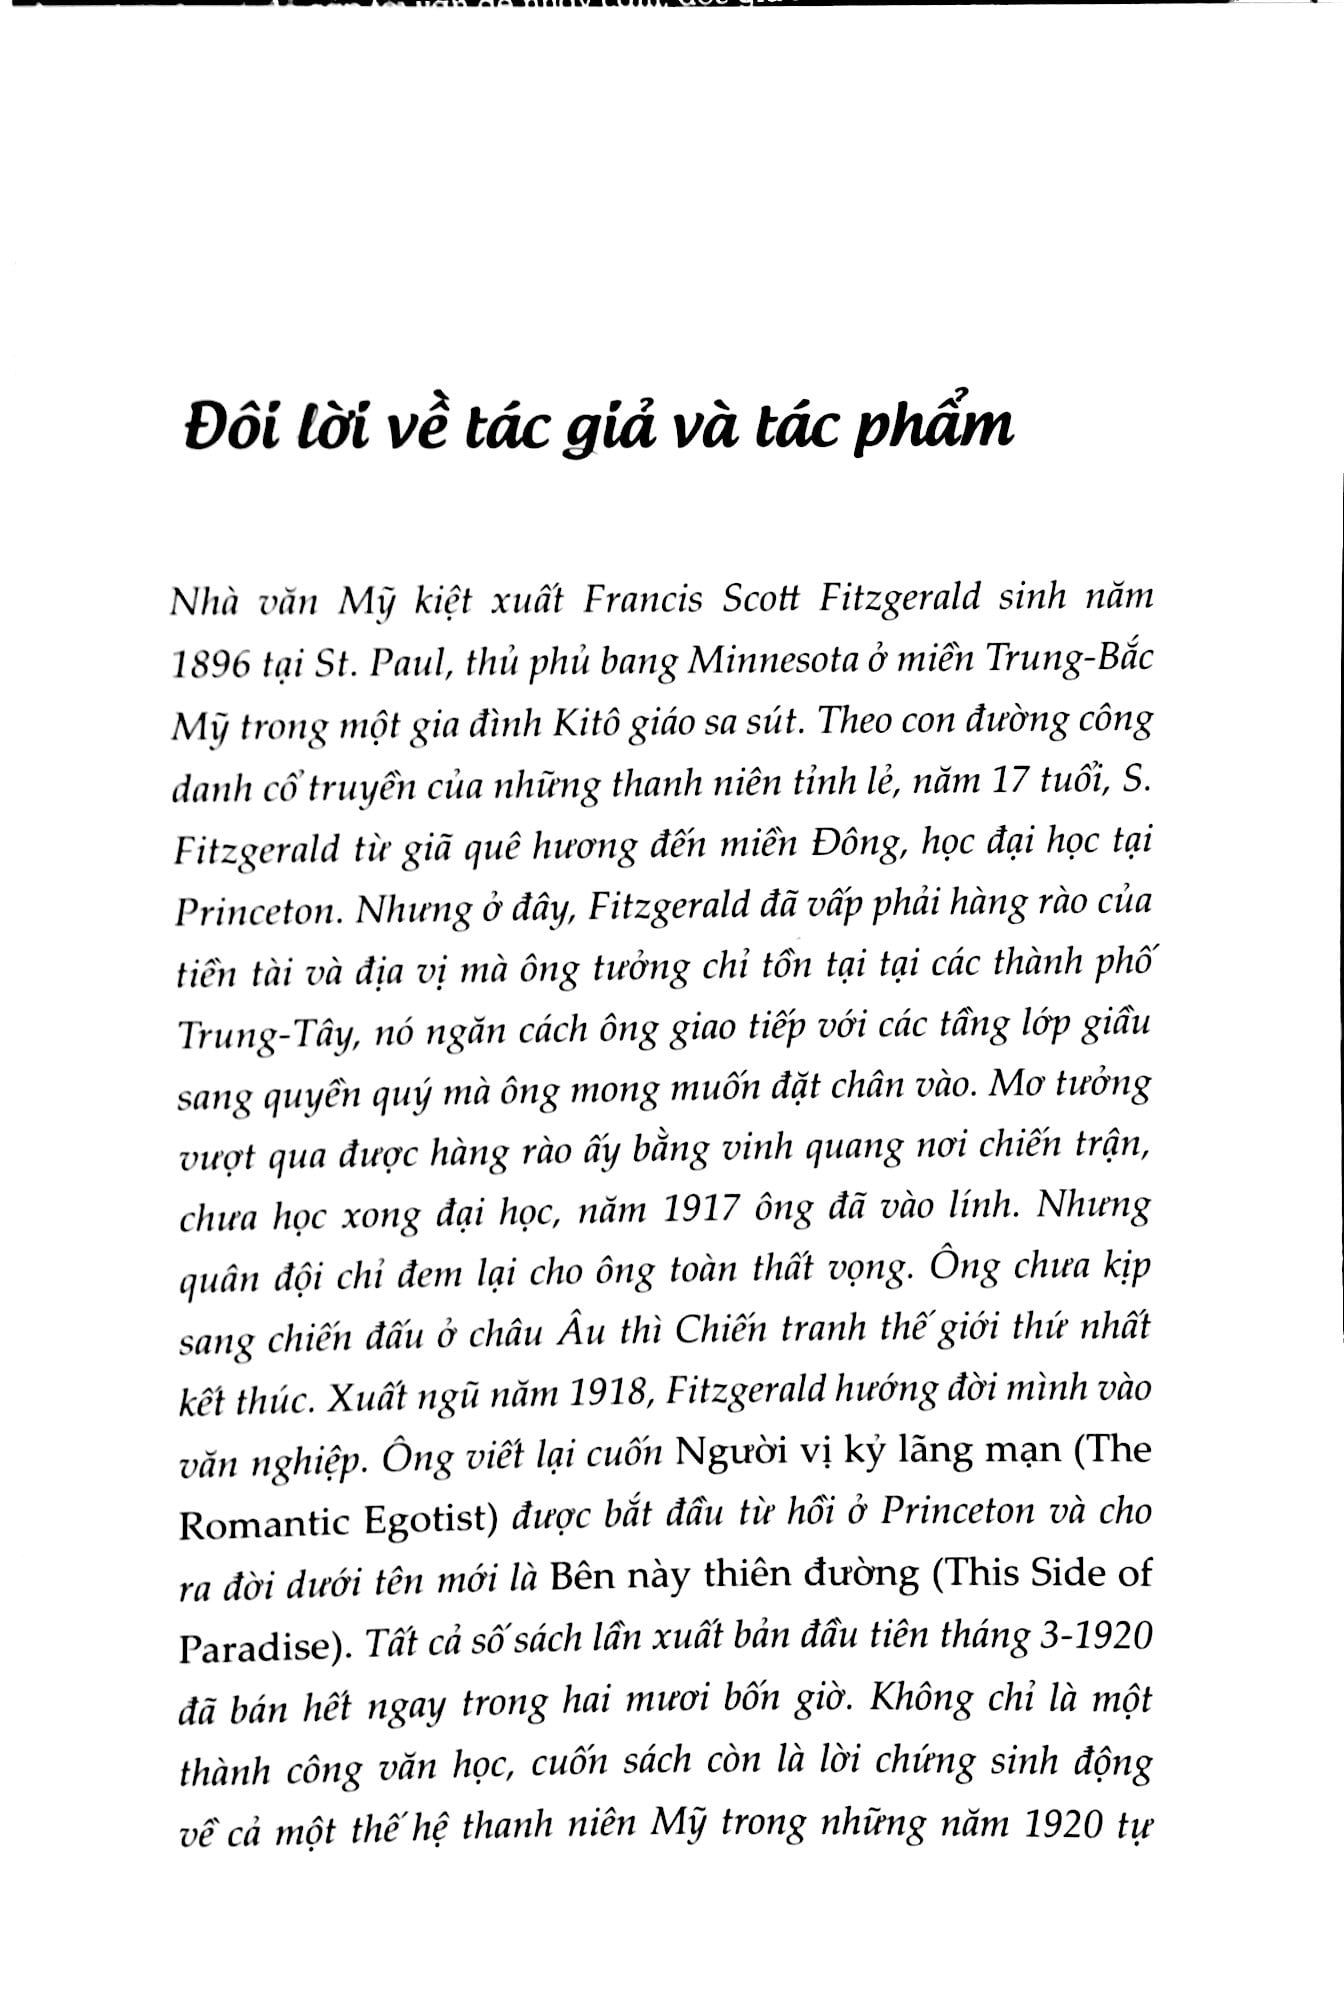 Đôi lời về tác giả và tác phẩm
Nhà văn Mỹ kiệt xuất Francis Scott Fitzgerald sinh năm
1896 tại St. Paul, thủ phủ bang Minnesota ở miền Trung-Bắc
Mỹ trong một gia đình Kitô giáo sa sút. Theo con đường công
danh cổ truyền của những thanh niên tỉnh lẻ, năm 17 tuổi, S.
Fitzgerald từ giã quê hương đến miền Đông, học đại học tại
Princeton. Nhưng ở đây, Fitzgerald đã vấp phải hàng rào của
tiền tài và địa vị mà ông tưởng chỉ tồn tại tại các thành phố
Trung-Tây, nó ngăn cách ông giao tiếp với các tầng lớp giầu
sang quyền quý mà ông mong muốn đặt chân vào. Mơ tưởng
vượt qua được hàng rào ấy bằng vinh quang nơi chiến trận,
chưa học xong đại học, năm 1917 ông đã vào lính. Nhưng
quân đội chỉ đem lại cho ông toàn thất vọng. Ông chưa kịp
sang chiến đấu ở châu Âu thì Chiến tranh thế giới thứ nhất
kết thúc. Xuất ngũ năm 1918, Fitzgerald hướng đời mình vào
văn nghiệp. Ông viết lại cuốn Người vị kỷ lãng mạn (The
Romantic Egotist) được bắt đầu từ hồi ở Princeton và cho
ra đời dưới tên mới là Bên này thiên đường (This Side of
Paradise). Tất cả số sách lần xuất bản đầu tiên tháng 3-1920
đã bán hết ngay trong hai mươi bốn giờ. Không chỉ là một
thành công văn học, cuốn sách còn là lời chứng sinh động
về cả một thế hệ thanh niên Mỹ trong những năm 1920 tự